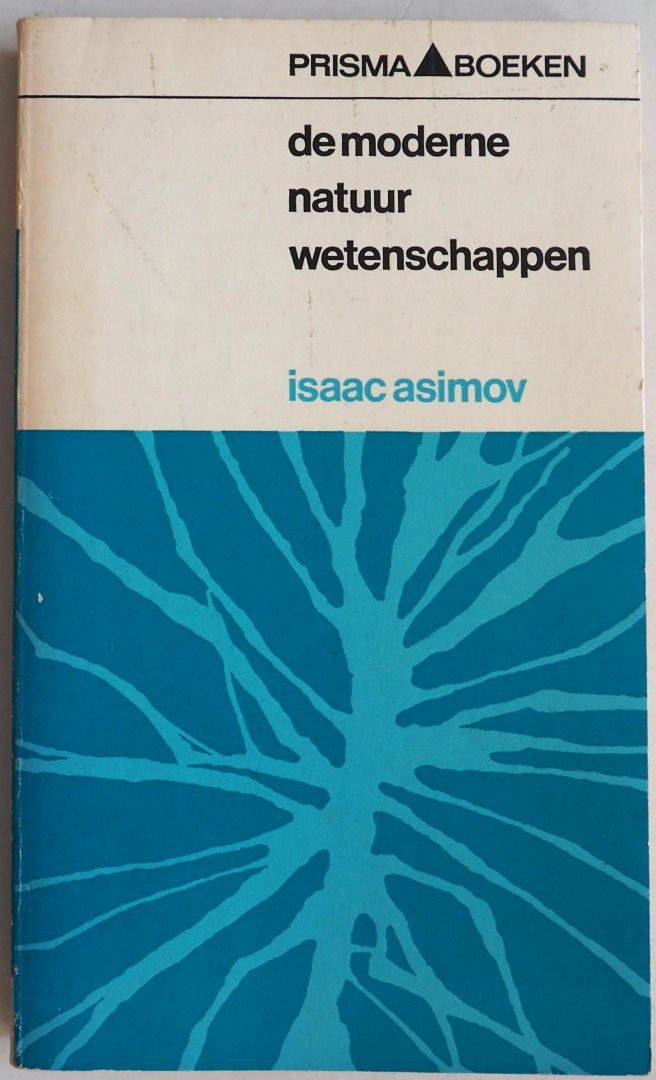 PRISMA BOEKEN
de moderne
natuur
wetenschappen
isaac asimov